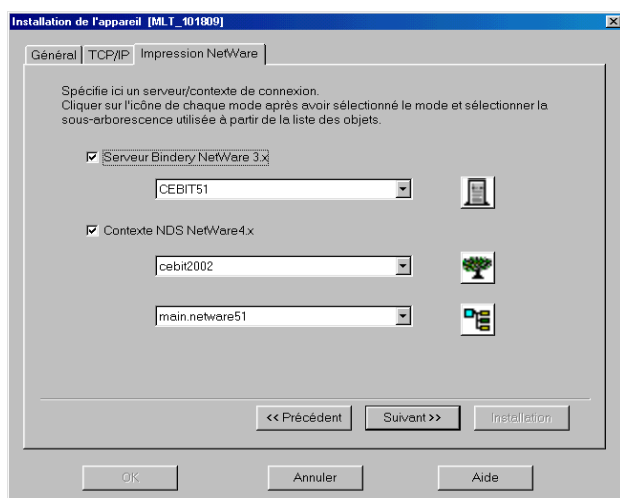 Installation de l'appareil [MLT_101809]
Général TCP/IP Impression NetWare
Spécifie ici un serveur/contexte de connexion.
Cliquer sur l'icône de chaque mode après avoir sélectionné le mode et sélectionner la
sous-arborescence utilisée à partir de la liste des objets.
Serveur Bindery NetWare 3.x
CEBIT51
Contexte NDS NetWare4.x
cebit2002
main.netware51
<< Précédent Suivant >> Installation
OK Annuler Aide